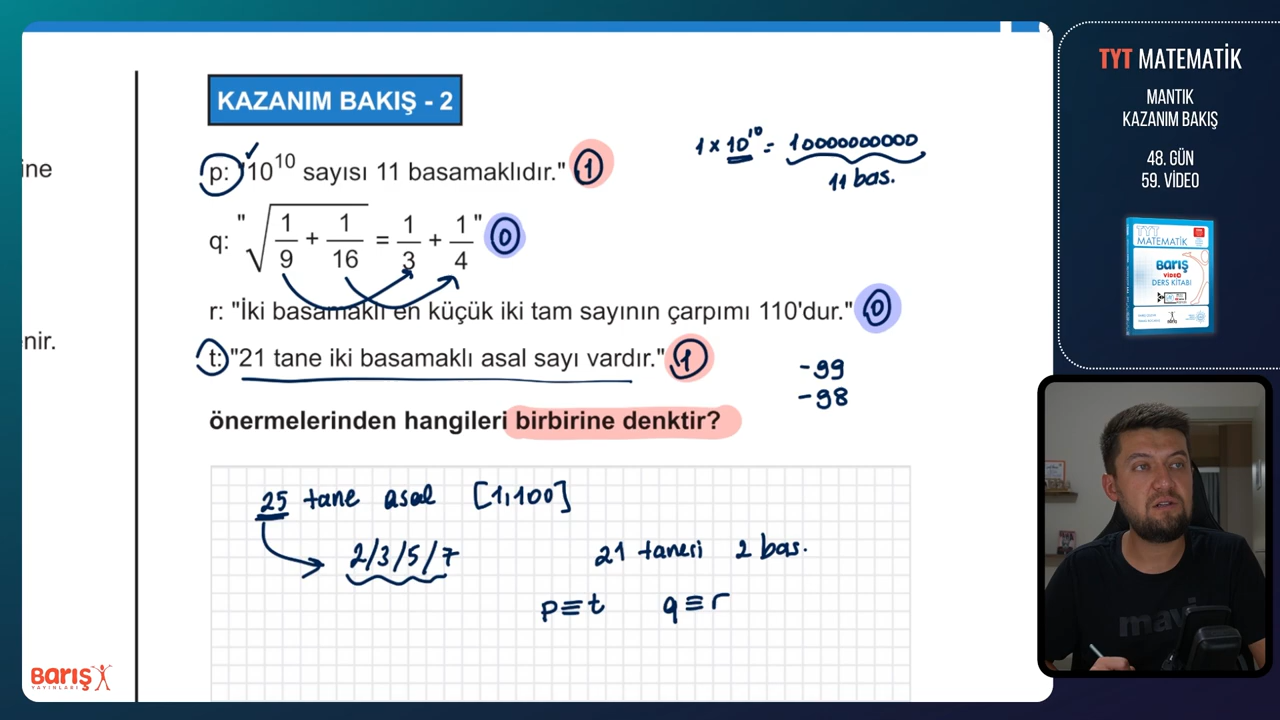 KAZANIM BAKIŞ - 2
ine
p: "10^10 sayısı 11 basamaklıdır." 1
1 x 10^10 = 10000000000
11 bas.
q: "√(1/9 + 1/16) = 1/3 + 1/4" 0
r: "İki basamaklı en küçük iki tam sayının çarpımı 110'dur." 0
nir.
t: "21 tane iki basamaklı asal sayı vardır." 1
-99
-98
önermelerinden hangileri birbirine denktir?
25 tane asal [1,100]
2/3/5/7
21 tanesi 2 bas.
p≡t q≡r
BARIŞ
YAYINLARI
TYT MATEMATİK
MANTIK
KAZANIM BAKIŞ
48. GÜN
59. VİDEO
TYT
MATEMATİK
BARIŞ
VİDEO
DERS KİTABI
mavi